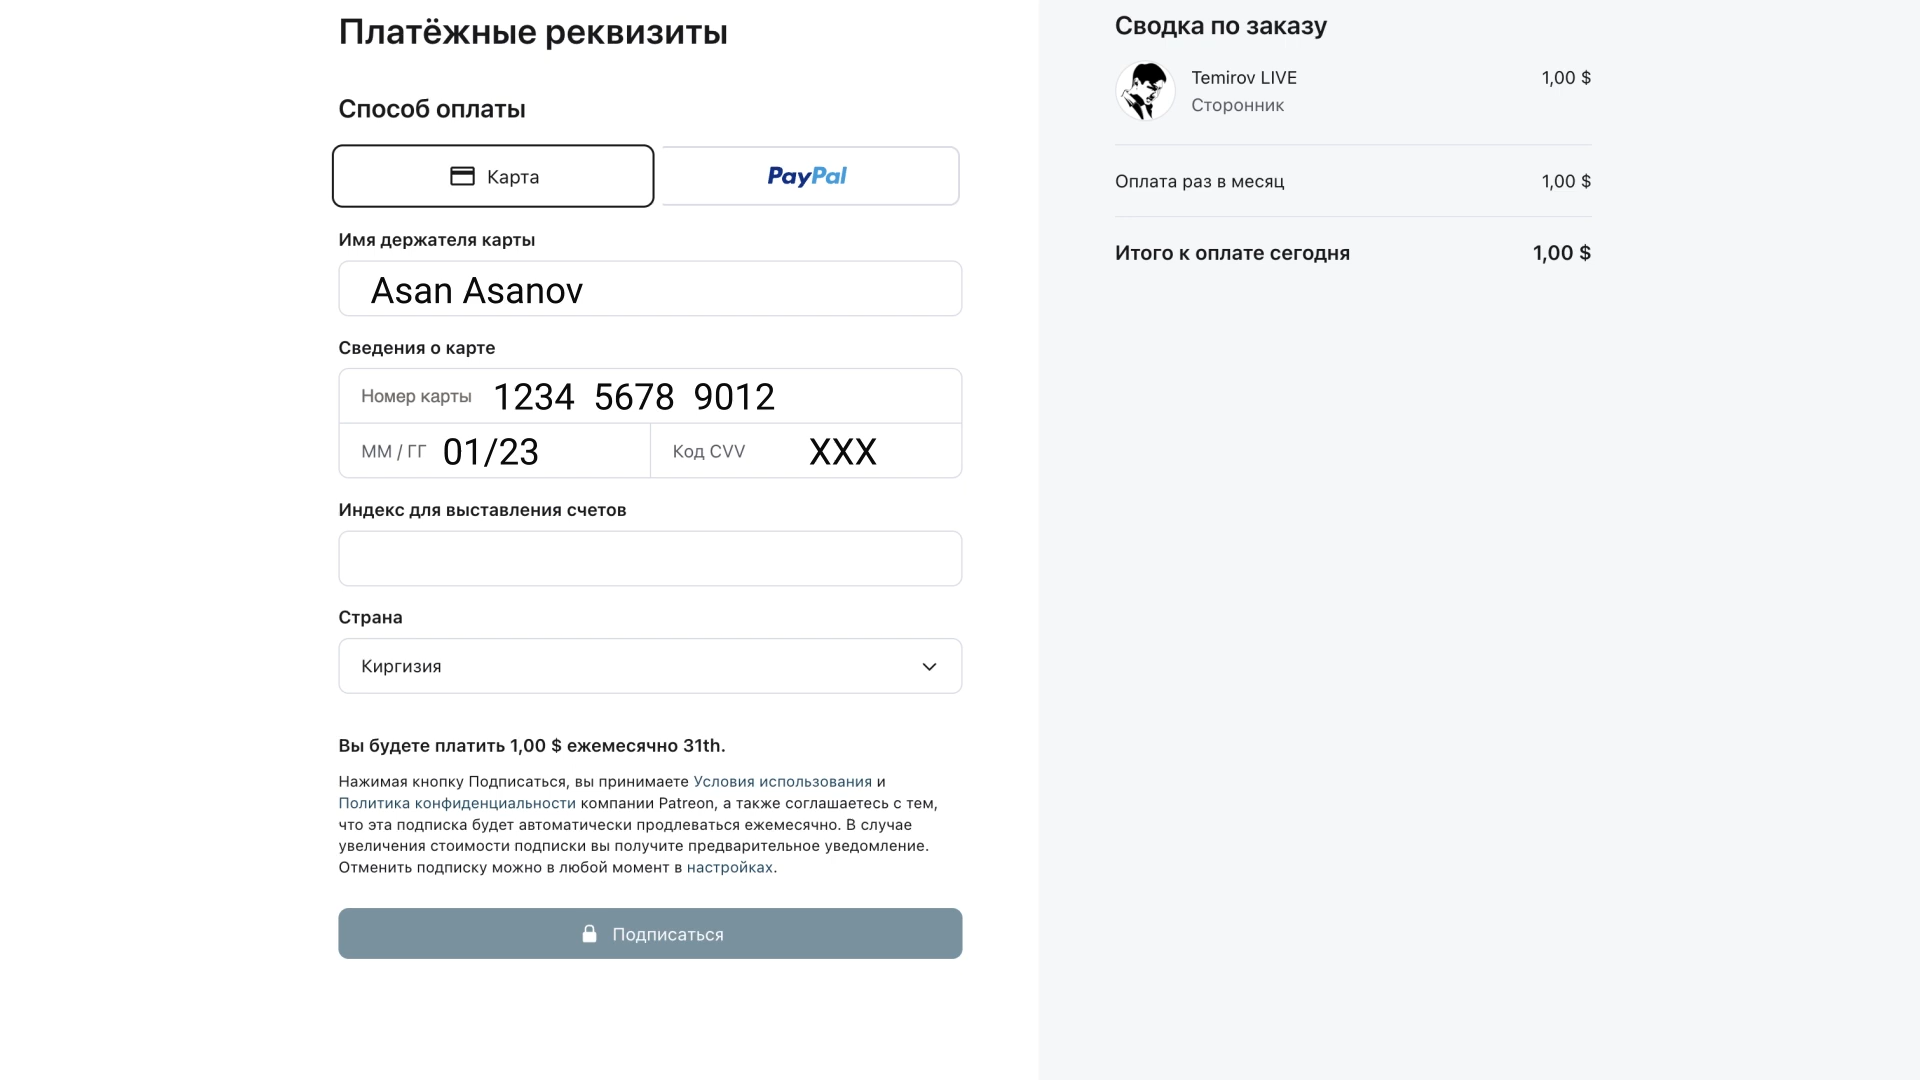 Платёжные реквизиты
Способ оплаты
Карта
PayPal
Имя держателя карты
Asan Asanov
Сведения о карте
Номер карты 1234 5678 9012
ММ / ГГ 01/23
Код CVV XXX
Индекс для выставления счетов
Страна
Киргизия
Вы будете платить 1,00 $ ежемесячно 31th.
Нажимая кнопку Подписаться, вы принимаете Условия использования и
Политика конфиденциальности компании Patreon, а также соглашаетесь с тем,
что эта подписка будет автоматически продлеваться ежемесячно. В случае
увеличения стоимости подписки вы получите предварительное уведомление.
Отменить подписку можно в любой момент в настройках.
Подписаться
Сводка по заказу
Temirov LIVE 1,00 $
Сторонник
Оплата раз в месяц 1,00 $
Итого к оплате сегодня 1,00 $